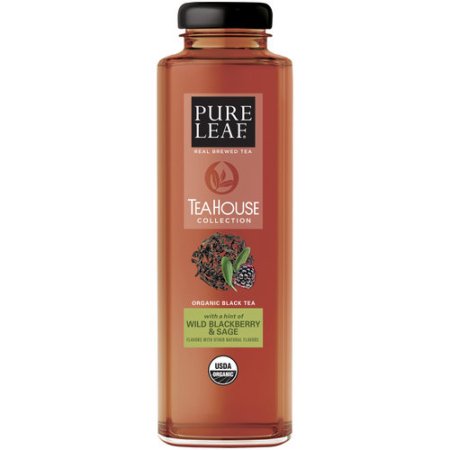 PURE
LEAF
REAL BREWED TEA
TEAHOUSE
COLLECTION
ORGANIC BLACK TEA
with a hint of
WILD BLACKBERRY
& SAGE
FLAVORS WITH OTHER NATURAL FLAVORS
USDA
ORGANIC